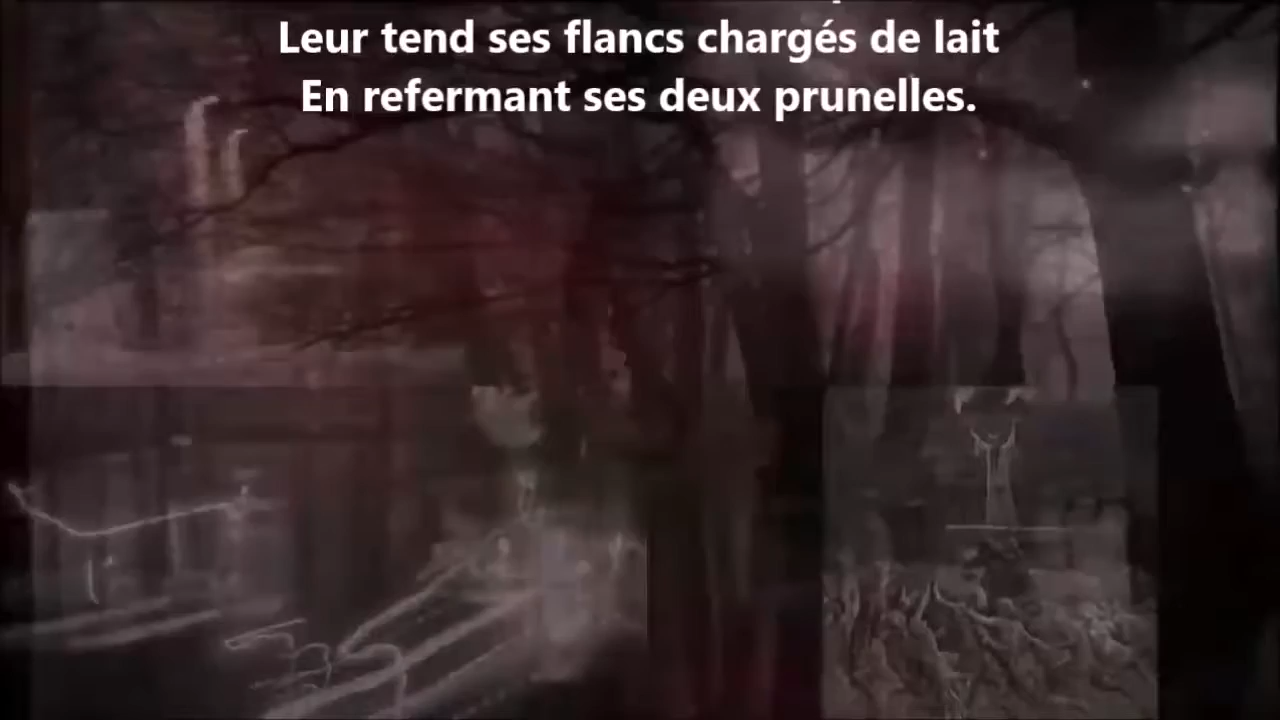 Leur tend ses flancs chargés de lait
En refermant ses deux prunelles.